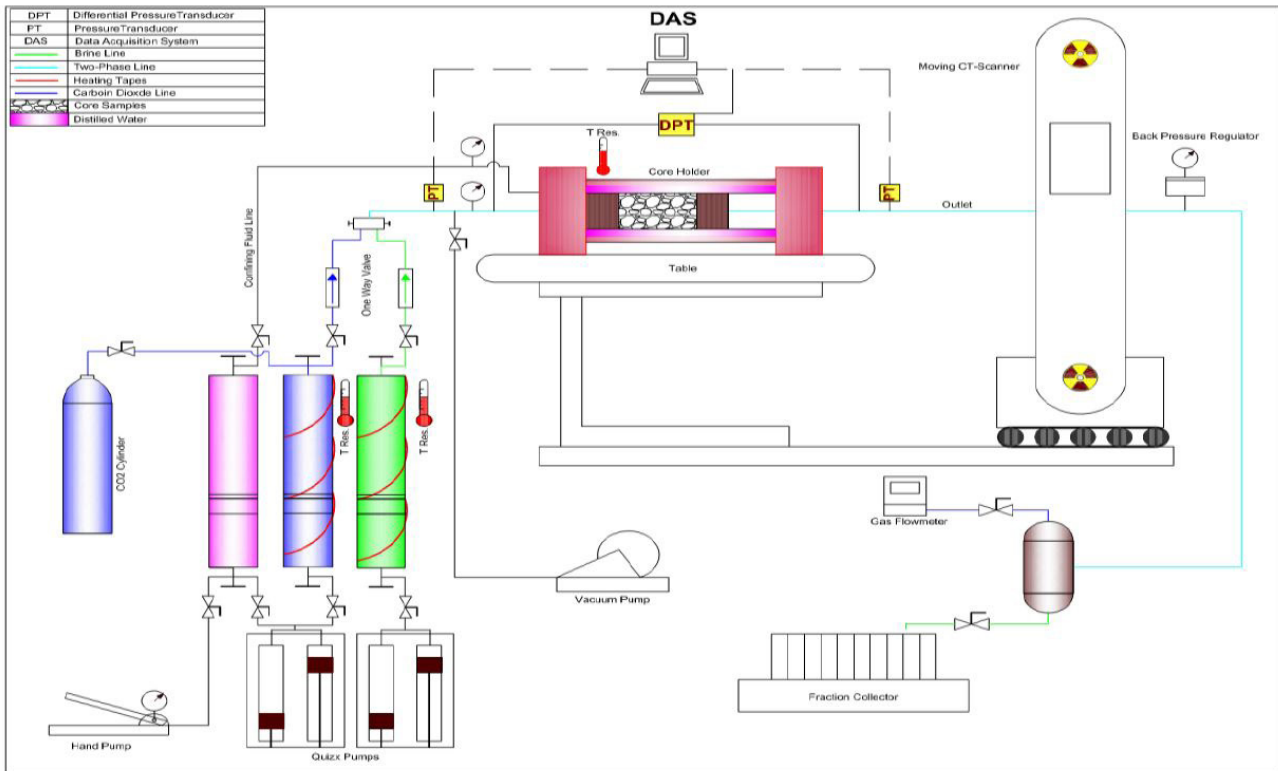 DPT Differential PressureTransducer
PT PressureTransducer
DAS Data Acquisition System
Brine Line
Two-Phase Line
Heating Tapes
Carboin Dioxde Line
Core Samples
Distilled Water
DAS
Moving CT-Scanner
DPT
T Res.
Back Pressure Regulator
Core Holder
PT
PT
Outlet
Confining Fluid Line
One Way Valve
Table
CO2 Cylinder
T Res.
T Res.
Gas Flowmeter
Vacuum Pump
Fraction Collector
Hand Pump
Quizx Pumps